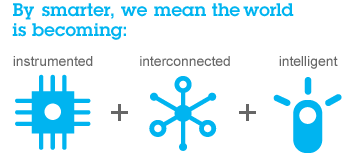 By smarter, we mean the world
is becoming:
instrumented interconnected intelligent
+ +